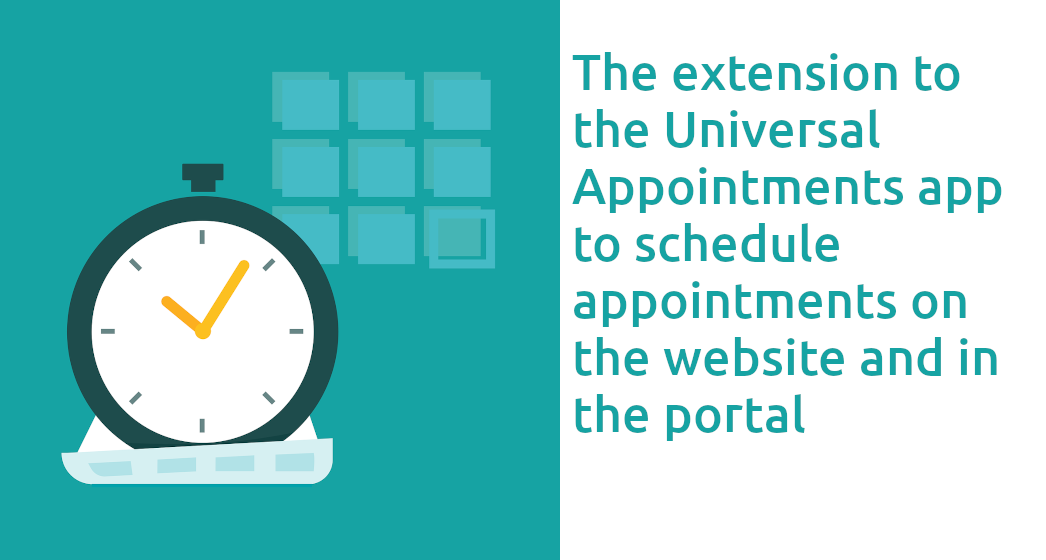 The extension to
the Universal
Appointments app
to schedule
appointments on
the website and in
the portal